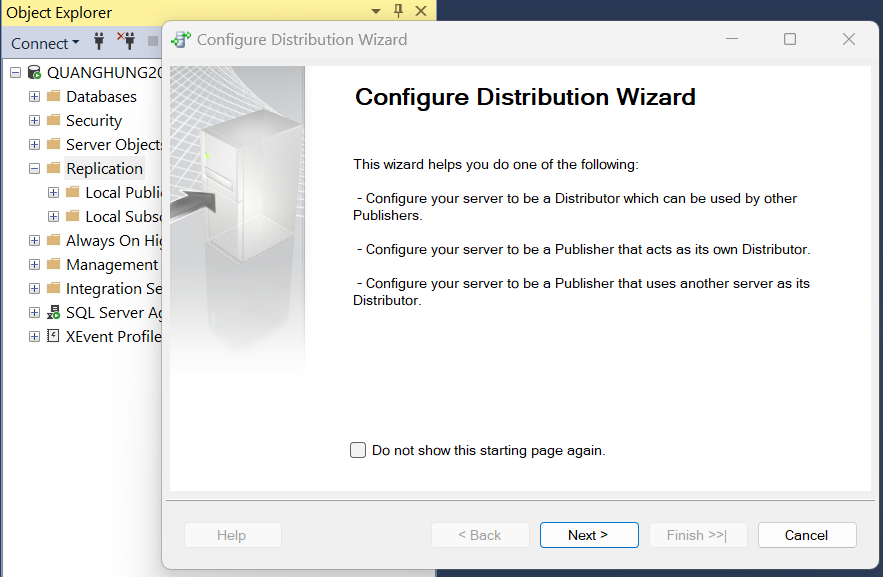 Object Explorer
Connect
QUANGHUNG20
Databases
Security
Server Objects
Replication
Local Public
Local Subsc
Always On Hig
Management
Integration Se
SQL Server Ag
XEvent Profile
Configure Distribution Wizard
Configure Distribution Wizard
This wizard helps you do one of the following:
- Configure your server to be a Distributor which can be used by other
Publishers.
- Configure your server to be a Publisher that acts as its own Distributor.
- Configure your server to be a Publisher that uses another server as its
Distributor.
Do not show this starting page again.
Help
< Back
Next >
Finish >>|
Cancel